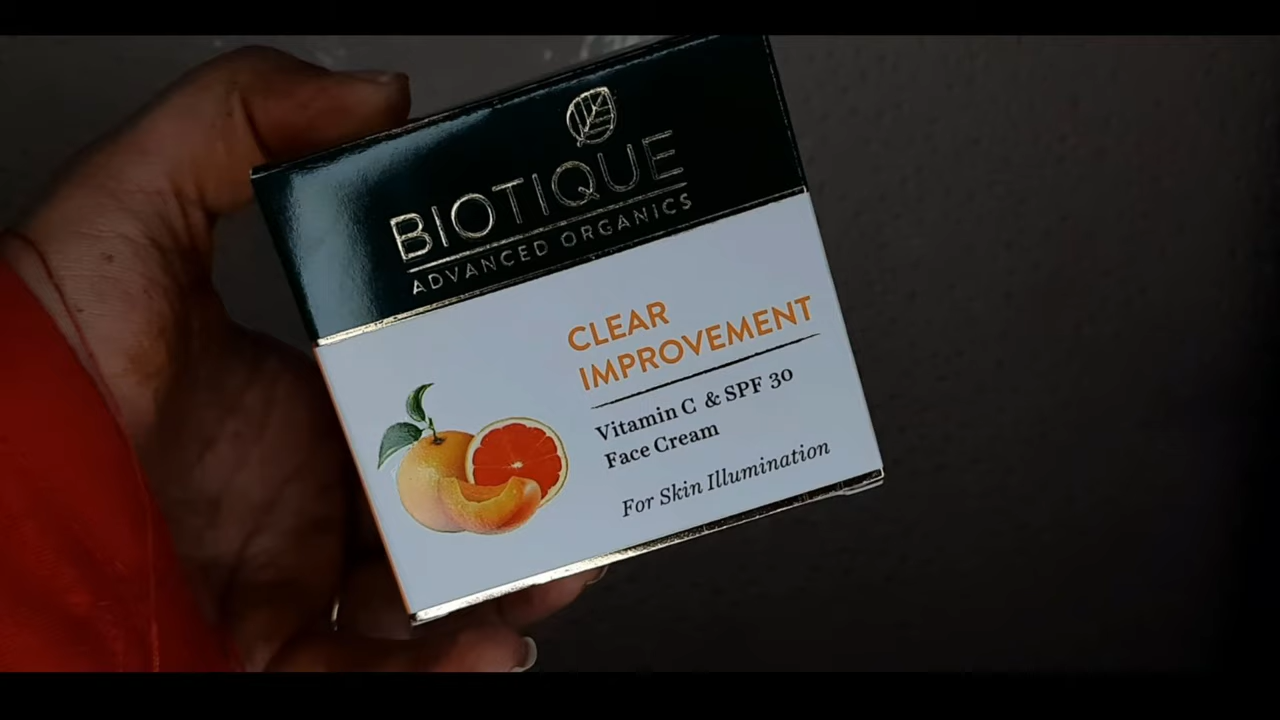 BIOTIQUE
ADVANCED ORGANICS
CLEAR
IMPROVEMENT
Vitamin C & SPF 30
Face Cream
For Skin Illumination